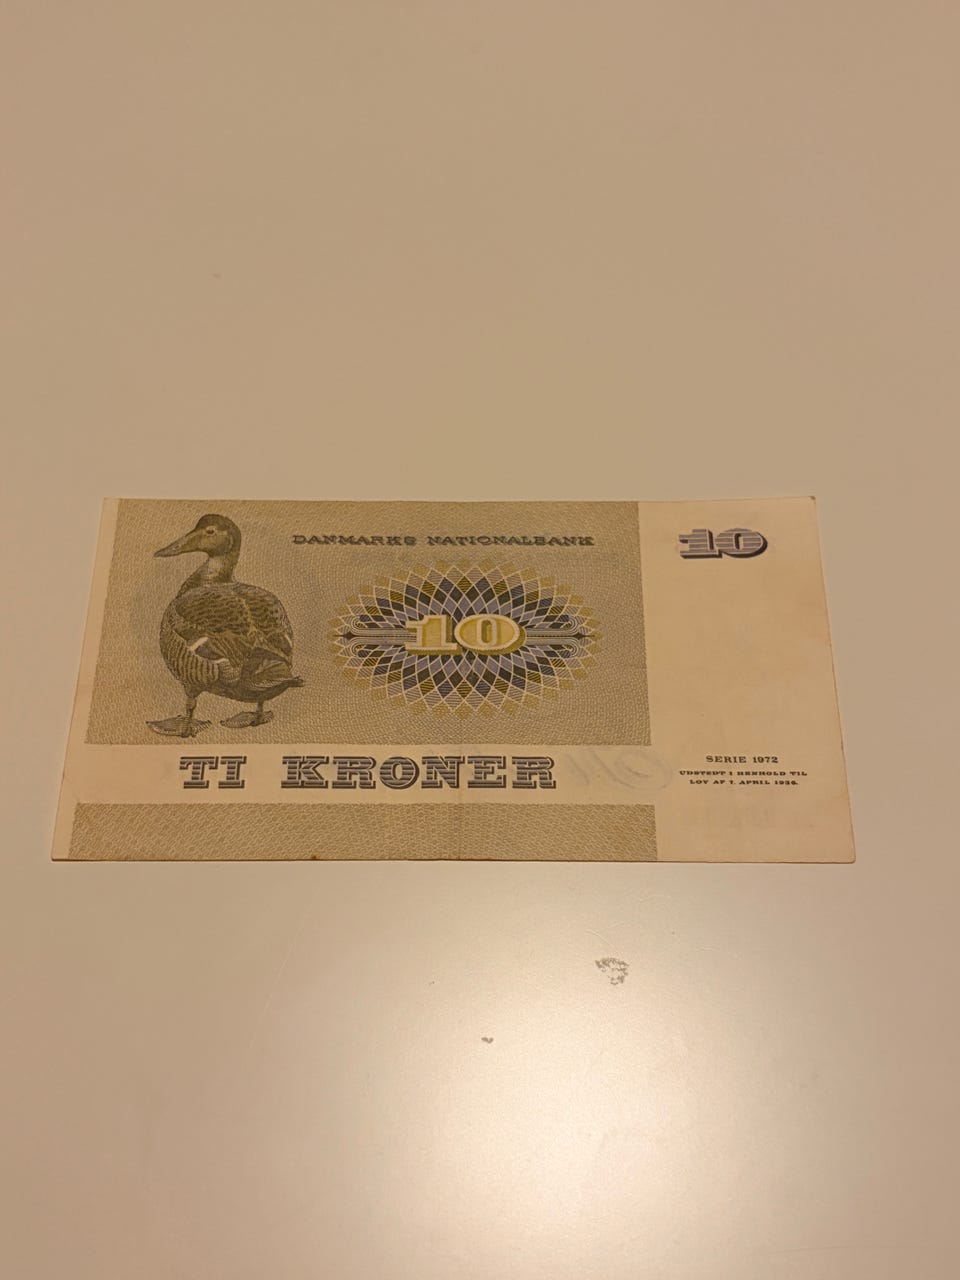 DANMARKS NATIONALBANK
10
10
TI KRONER
SERIE 1972
UDSTEDT I HENHOLD TIL
LOV AF 7. APRIL 1936.